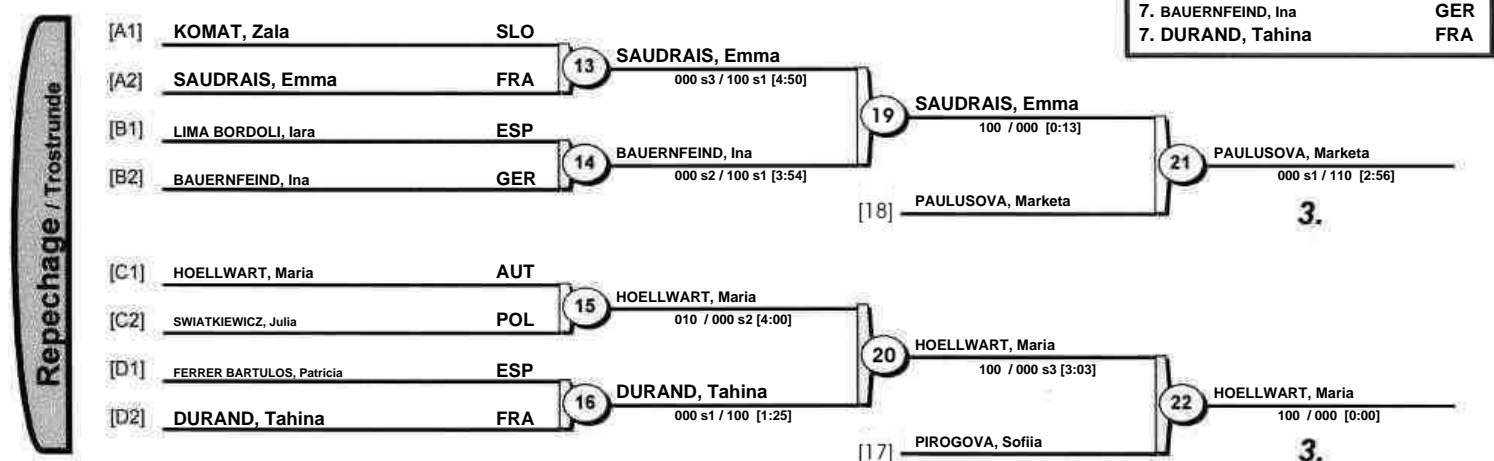 7. BAUERNFEIND, Ina GER
7. DURAND, Tahina FRA
Repechage / Trostrunde
[A1] KOMAT, Zala SLO
13
SAUDRAIS, Emma
000 s3 / 100 s1 [4:50]
[A2] SAUDRAIS, Emma FRA
19
SAUDRAIS, Emma
100 / 000 [0:13]
[B1] LIMA BORDOLI, Iara ESP
14
BAUERNFEIND, Ina
000 s2 / 100 s1 [3:54]
[B2] BAUERNFEIND, Ina GER
21
PAULUSOVA, Marketa
000 s1 / 110 [2:56]
[18] PAULUSOVA, Marketa
3.
[C1] HOELLWART, Maria AUT
15
HOELLWART, Maria
010 / 000 s2 [4:00]
[C2] SWIATKIEWICZ, Julia POL
20
HOELLWART, Maria
100 / 000 s3 [3:03]
[D1] FERRER BARTULOS, Patricia ESP
16
DURAND, Tahina
000 s1 / 100 [1:25]
[D2] DURAND, Tahina FRA
22
HOELLWART, Maria
100 / 000 [0:00]
[17] PIROGOVA, Sofiia
3.